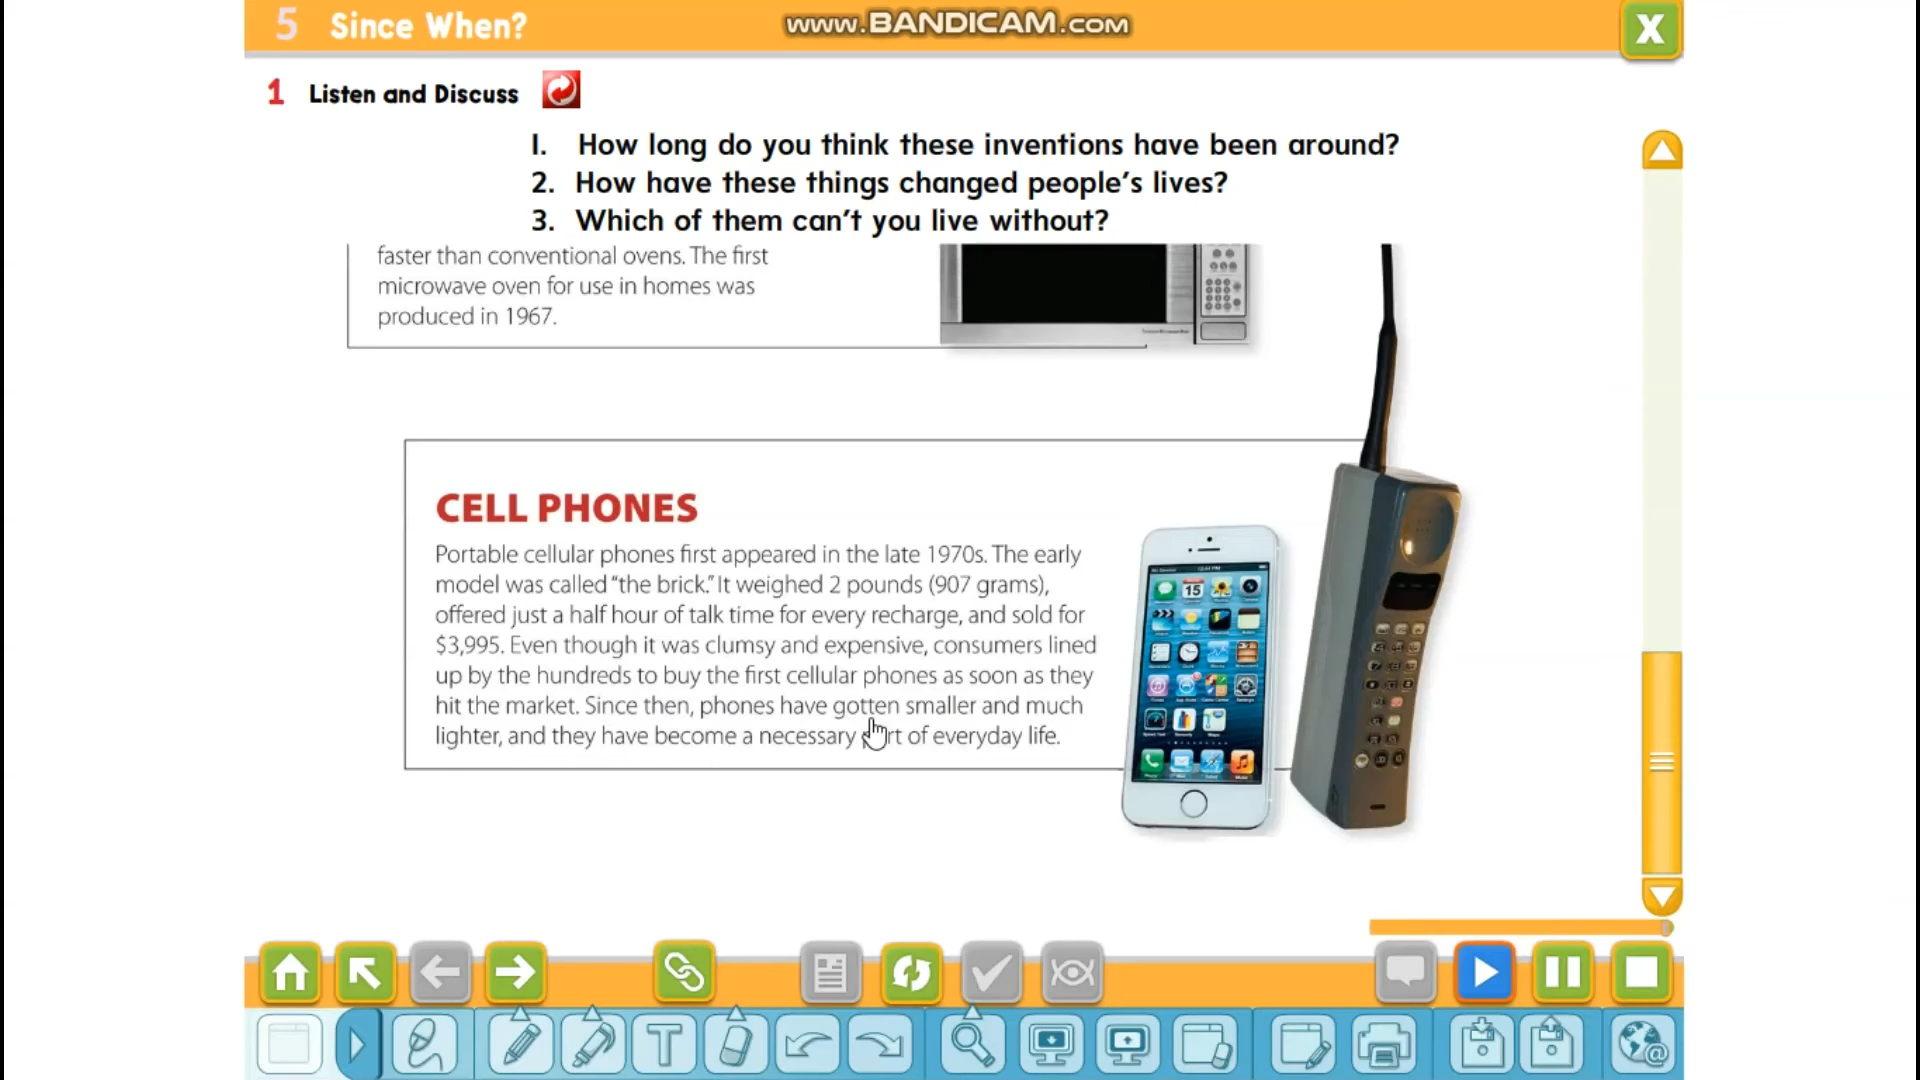 5 Since When?
www.BANDICAM.com
X
1 Listen and Discuss
1. How long do you think these inventions have been around?
2. How have these things changed people's lives?
3. Which of them can't you live without?
faster than conventional ovens. The first
microwave oven for use in homes was
produced in 1967.
CELL PHONES
Portable cellular phones first appeared in the late 1970s. The early
model was called "the brick." It weighed 2 pounds (907 grams),
offered just a half hour of talk time for every recharge, and sold for
$3,995. Even though it was clumsy and expensive, consumers lined
up by the hundreds to buy the first cellular phones as soon as they
hit the market. Since then, phones have gotten smaller and much
lighter, and they have become a necessary part of everyday life.
15
T
@